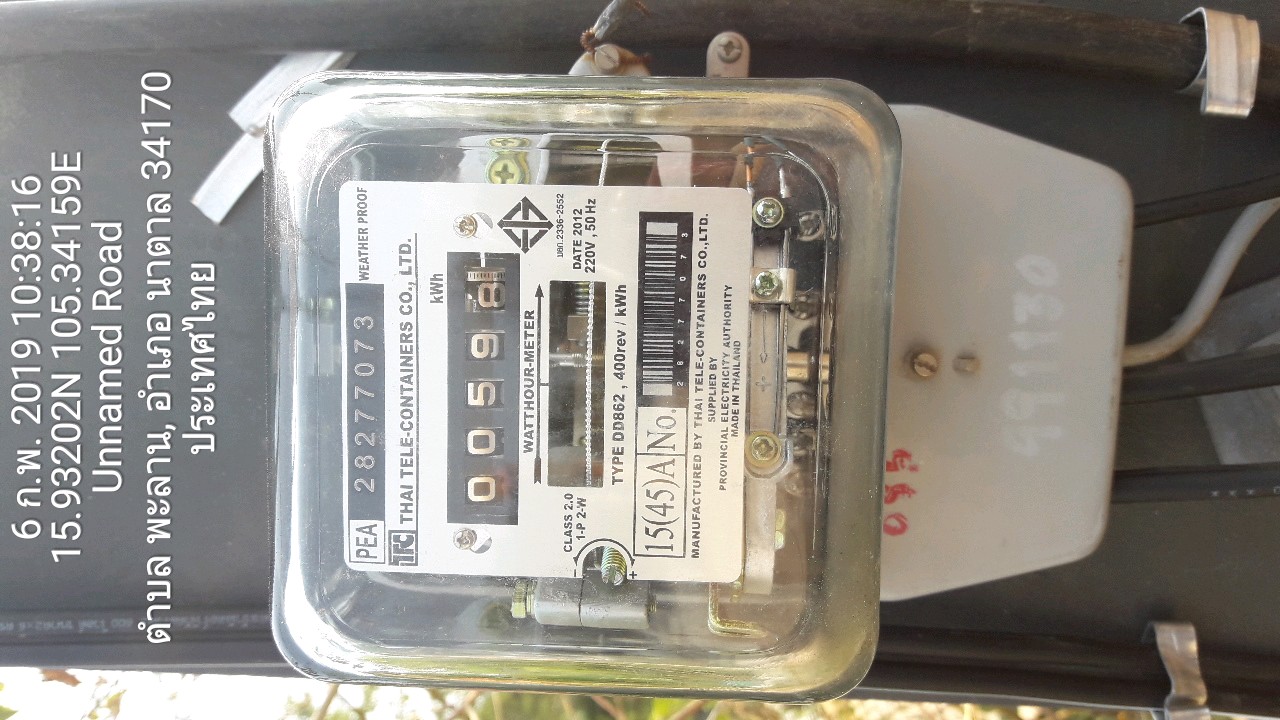 6 ก.พ. 2019 10:38:16
15.93202N 105.34159E
Unnamed Road
ตำบล พะลาน, อำเภอ นาตาล 34170
ประเทศไทย
PEA 28277073 WEATHER PROOF
TFC THAI TELE-CONTAINERS CO., LTD.
kWh
00598
WATTHOUR-METER
มอก.2336-2552
CLASS 2.0
1-P 2-W
DATE 2012
220V , 50 Hz
TYPE DD862 , 400rev / kWh
15(45)A No.
28277073
MANUFACTURED BY THAI TELE-CONTAINERS CO.,LTD.
SUPPLIED BY
PROVINCIAL ELECTRICITY AUTHORITY
MADE IN THAILAND
991130